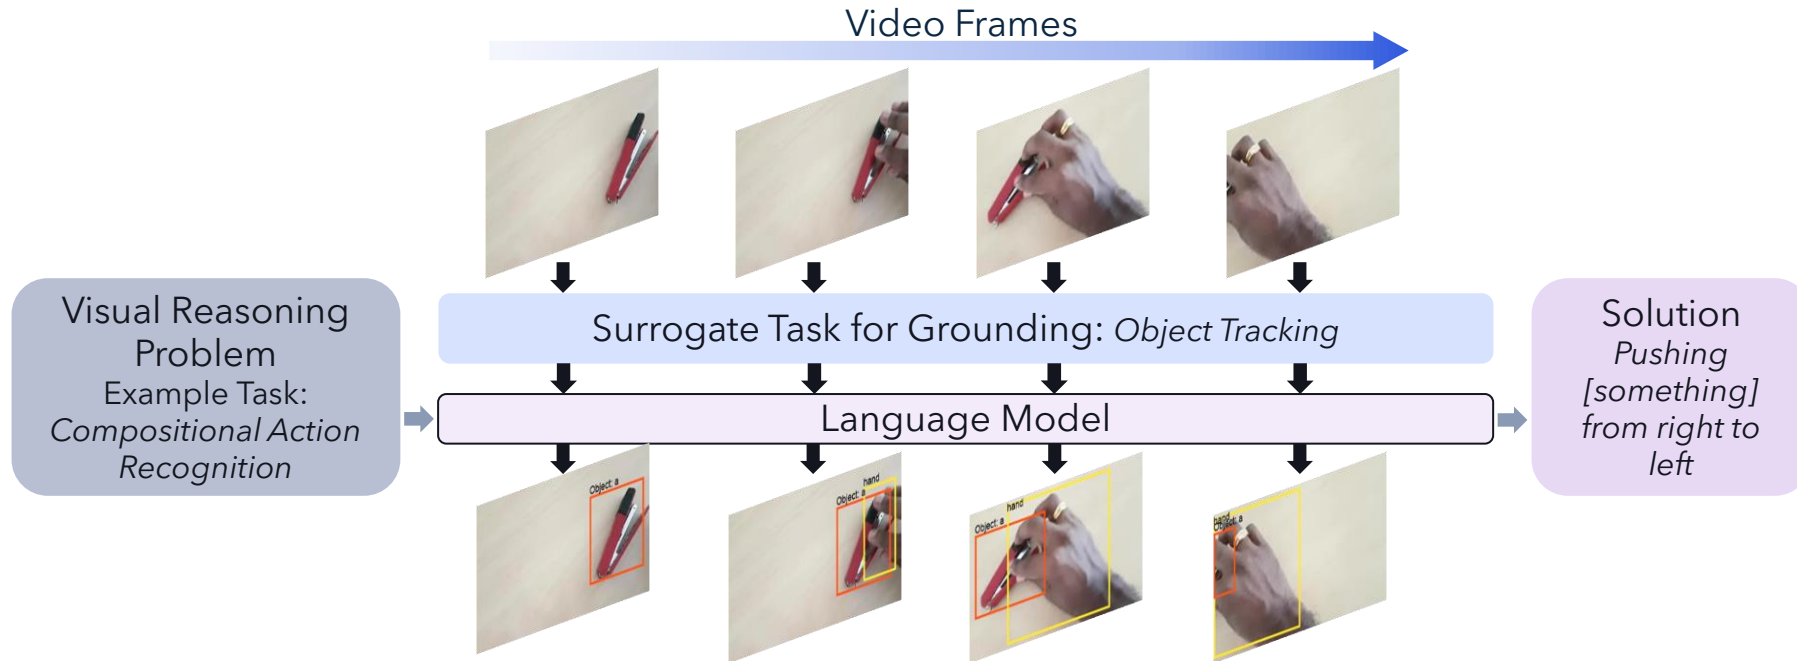 Video Frames
Visual Reasoning
Problem
Example Task:
Compositional Action
Recognition
Surrogate Task for Grounding: Object Tracking
Language Model
Solution
Pushing
[something]
from right to
left
Object: a
Object: a
hand
Object: a
hand
hand
Object: a